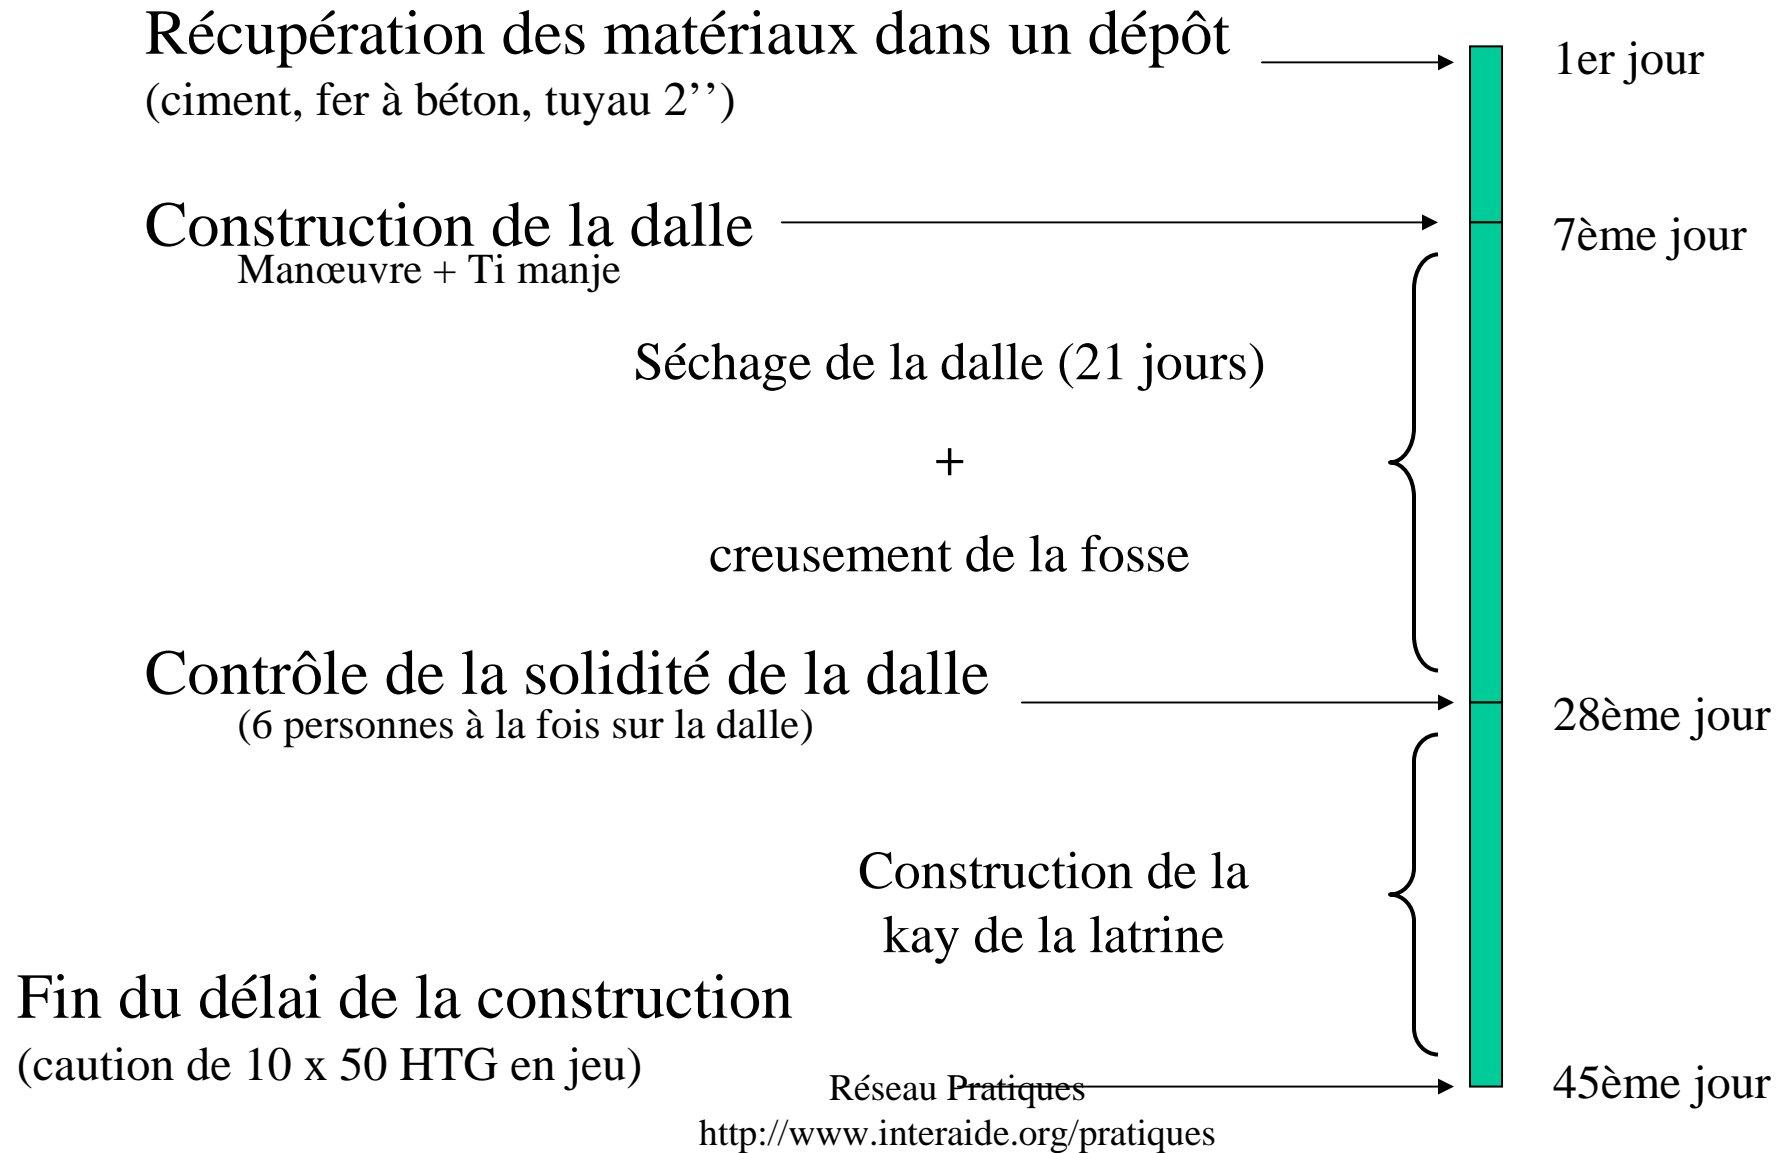 Récupération des matériaux dans un dépôt
1er jour
(ciment, fer à béton, tuyau 2’’)
Construction de la dalle
7ème jour
Manœuvre + Ti manje
Séchage de la dalle (21 jours)
+
creusement de la fosse
Contrôle de la solidité de la dalle
28ème jour
(6 personnes à la fois sur la dalle)
Construction de la
kay de la latrine
Fin du délai de la construction
(caution de 10 x 50 HTG en jeu)
45ème jour
Réseau Pratiques
http://www.interaide.org/pratiques